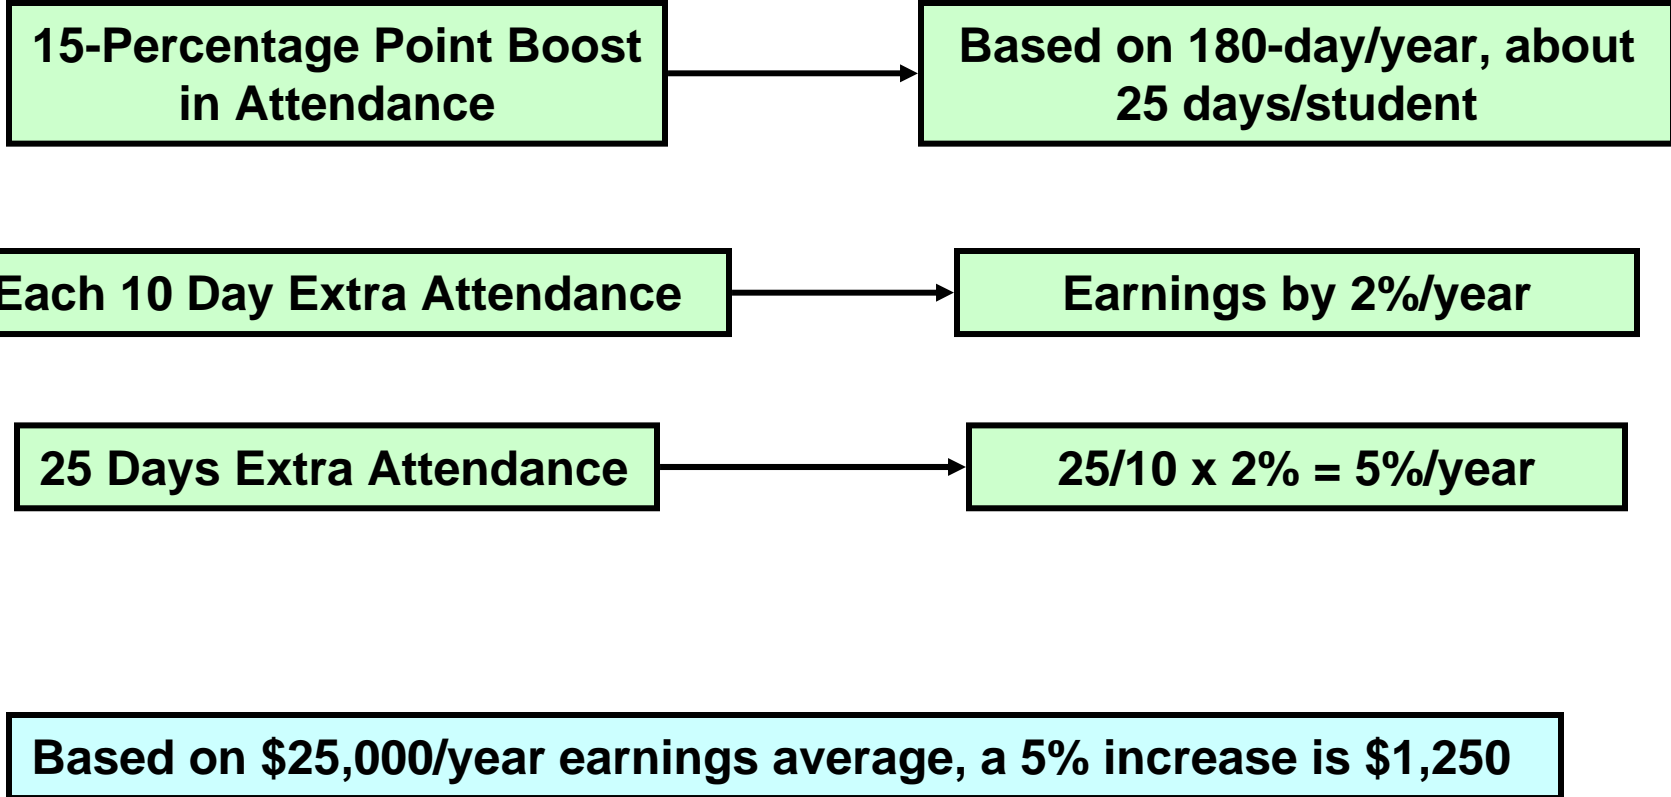 15-Percentage Point Boost
in Attendance
Based on 180-day/year, about
25 days/student
Each 10 Day Extra Attendance
Earnings by 2%/year
25 Days Extra Attendance
25/10 x 2% = 5%/year
Based on $25,000/year earnings average, a 5% increase is $1,250